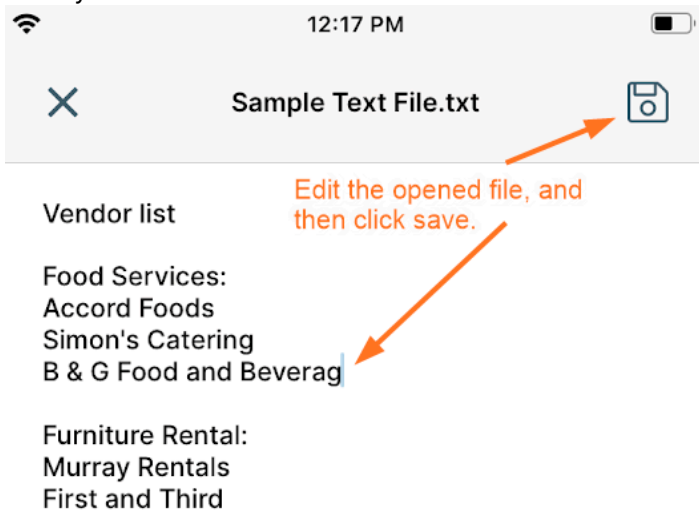 12:17 PM
Sample Text File.txt
Edit the opened file, and
then click save.
Vendor list
Food Services:
Accord Foods
Simon's Catering
B & G Food and Beverag
Furniture Rental:
Murray Rentals
First and Third